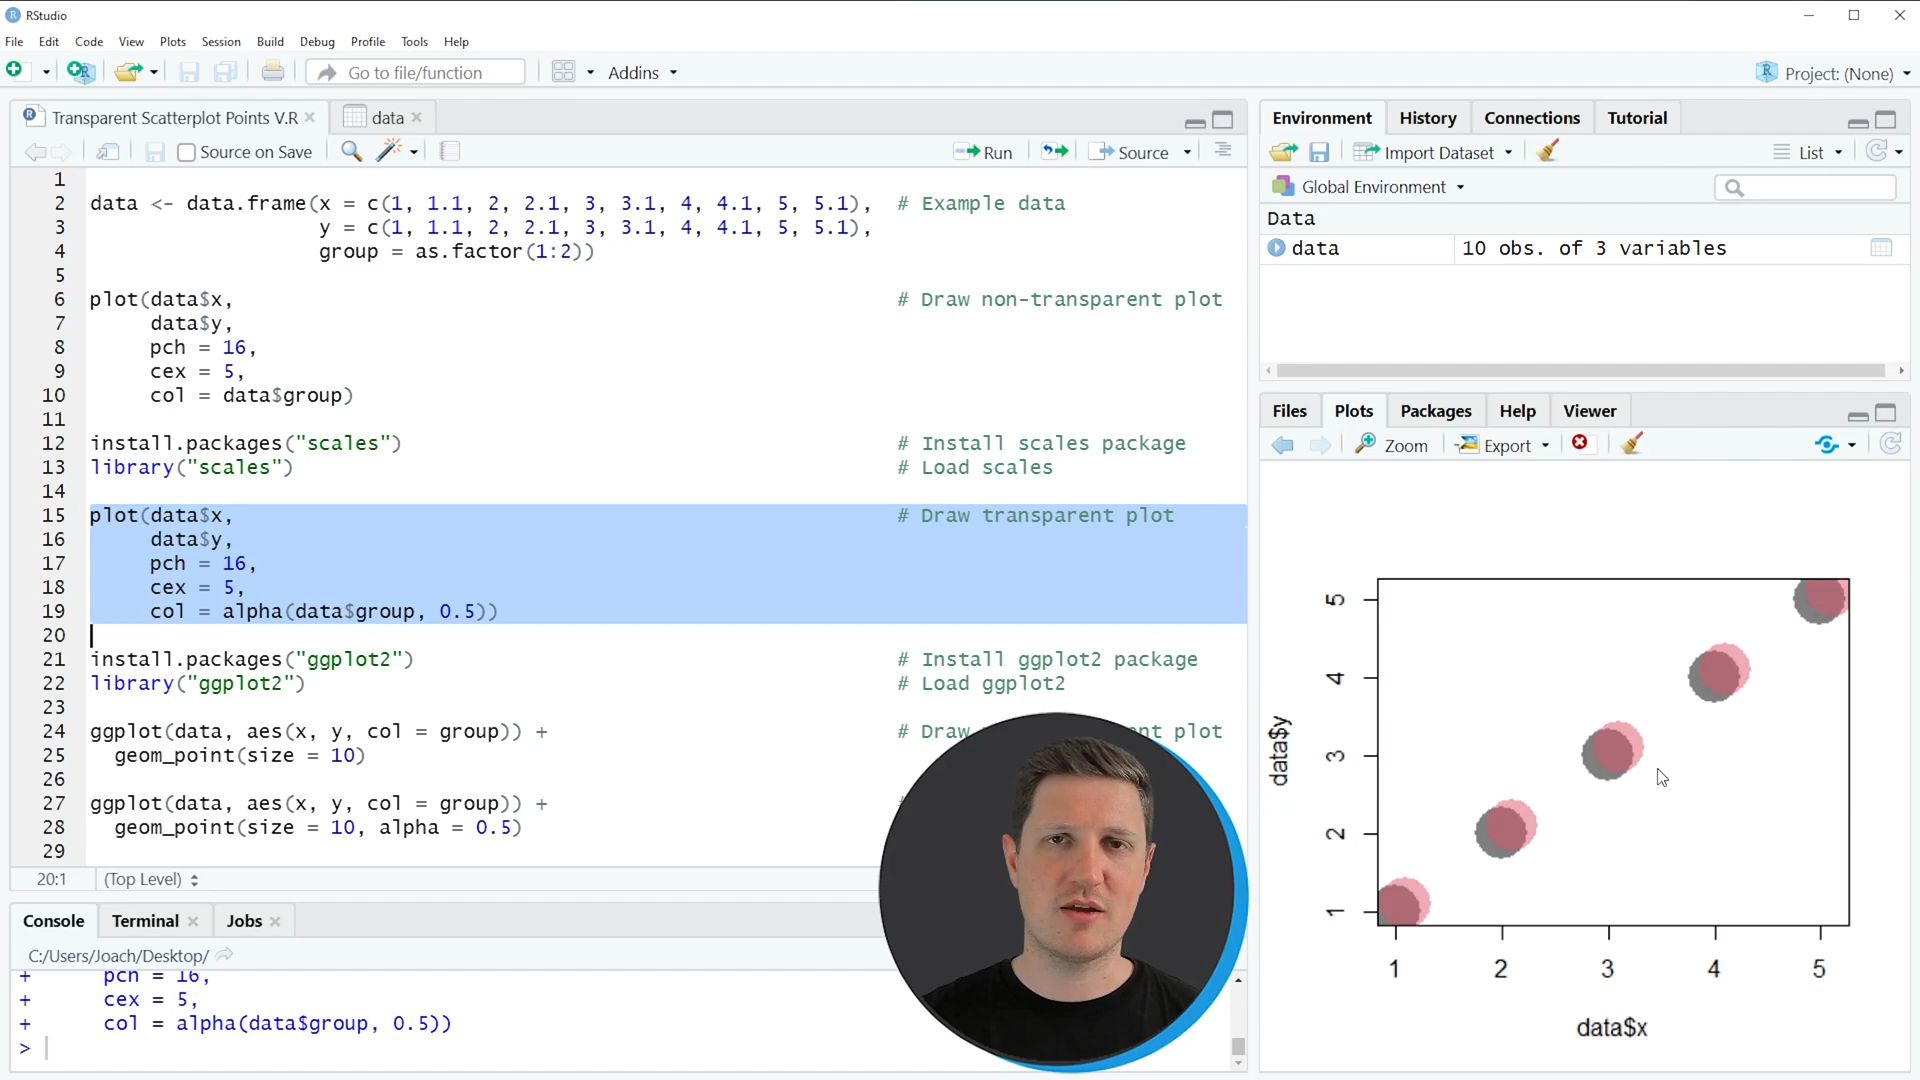 RStudio
File Edit Code View Plots Session Build Debug Profile Tools Help
Go to file/function Addins Project: (None)
Transparent Scatterplot Points V.R data
Source on Save Run Source
1
2 data <- data.frame(x = c(1, 1.1, 2, 2.1, 3, 3.1, 4, 4.1, 5, 5.1), # Example data
3 y = c(1, 1.1, 2, 2.1, 3, 3.1, 4, 4.1, 5, 5.1),
4 group = as.factor(1:2))
5
6 plot(data$x, # Draw non-transparent plot
7 data$y,
8 pch = 16,
9 cex = 5,
10 col = data$group)
11
12 install.packages("scales") # Install scales package
13 library("scales") # Load scales
14
15 plot(data$x, # Draw transparent plot
16 data$y,
17 pch = 16,
18 cex = 5,
19 col = alpha(data$group, 0.5))
20
21 install.packages("ggplot2") # Install ggplot2 package
22 library("ggplot2") # Load ggplot2
23
24 ggplot(data, aes(x, y, col = group)) + # Draw nt plot
25 geom_point(size = 10)
26
27 ggplot(data, aes(x, y, col = group)) +
28 geom_point(size = 10, alpha = 0.5)
29
20:1 (Top Level)
Console Terminal Jobs
C:/Users/Joach/Desktop/
+ pch = 16,
+ cex = 5,
+ col = alpha(data$group, 0.5))
>
Environment History Connections Tutorial
Import Dataset List
Global Environment
Data
data 10 obs. of 3 variables
Files Plots Packages Help Viewer
Zoom Export
5
4
3
2
1
data$y
1 2 3 4 5
data$x